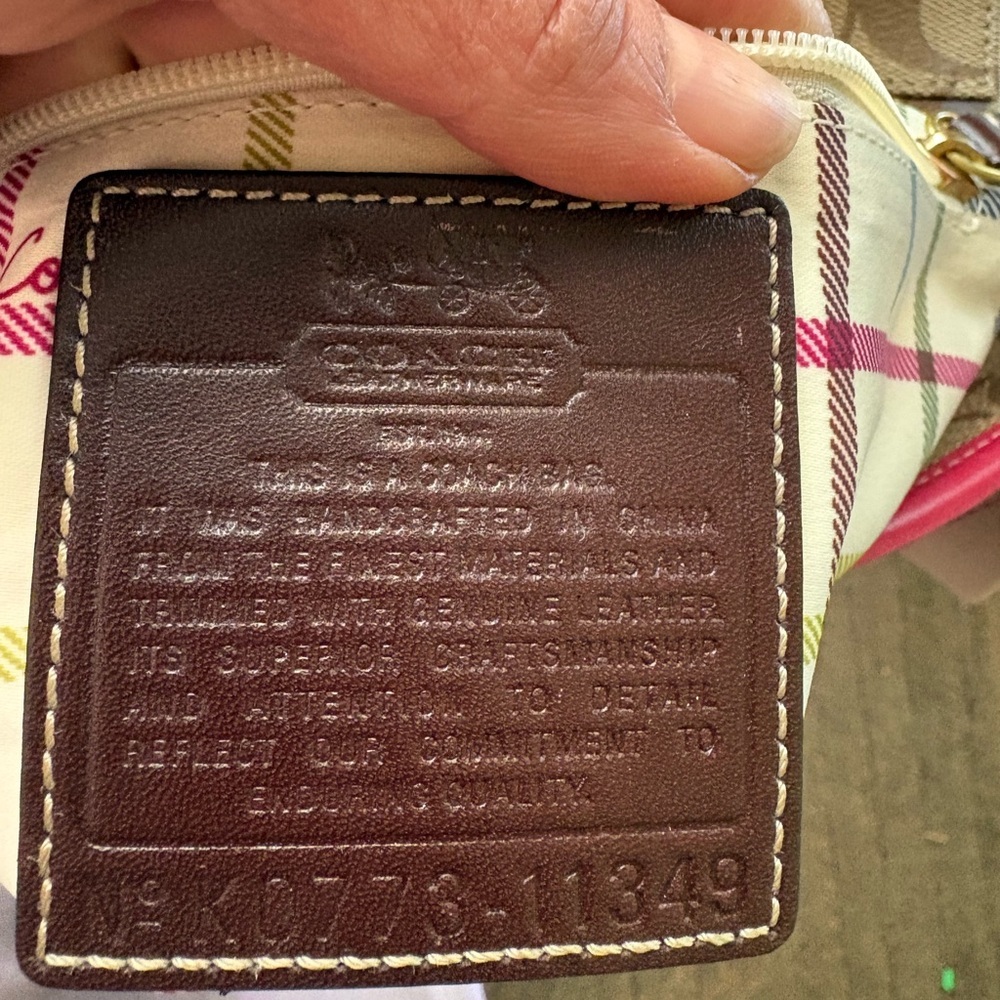 COACH
LEATHERWARE
EST. 1941
THIS IS A COACH BAG.
IT WAS HANDCRAFTED IN CHINA
FROM THE FINEST MATERIALS AND
TRIMMED WITH GENUINE LEATHER
ITS SUPERIOR CRAFTSMANSHIP
AND ATTENTION TO DETAIL
REFLECT OUR COMMITMENT TO
ENDURING QUALITY.
Nº K0773-11349